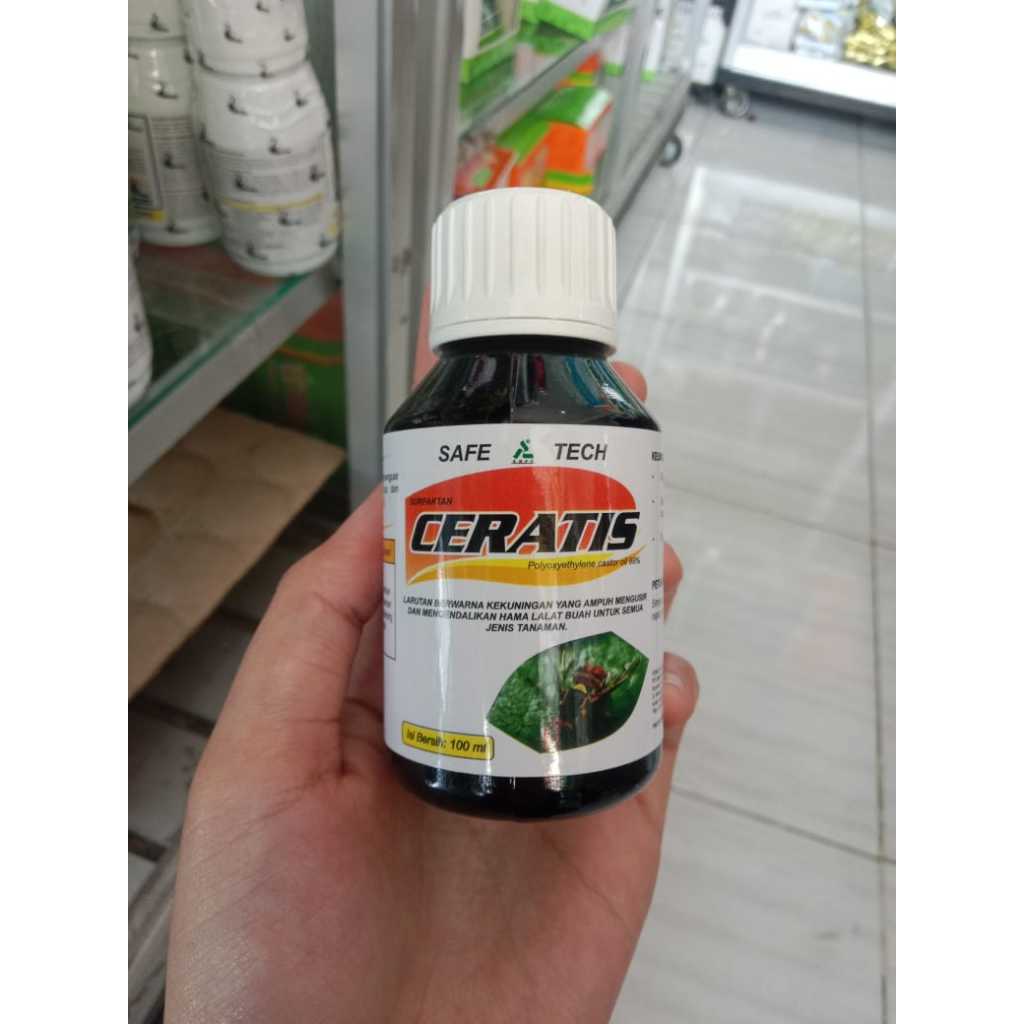 SAFE TECH
SURFAKTAN
CERATIS
Polyoxyethylene castor oil 85%
LARUTAN BERWARNA KEKUNINGAN YANG AMPUH MENGUSIR
DAN MENGENDALIKAN HAMA LALAT BUAH UNTUK SEMUA
JENIS TANAMAN.
Isi Bersih: 100 ml